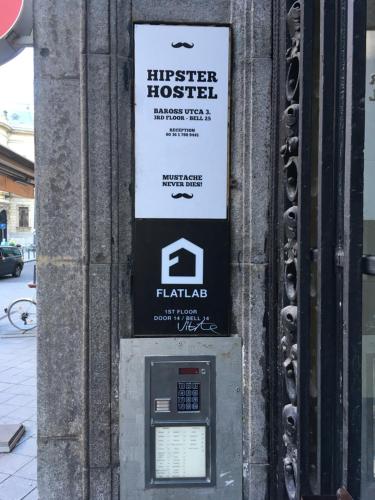 HIPSTER
HOSTEL
BAROSS UTCA 3.
3RD FLOOR - BELL 25
RECEPTION
MUSTACHE
NEVER DIES!
FLATLAB
1ST FLOOR
DOOR 14 / BELL 14